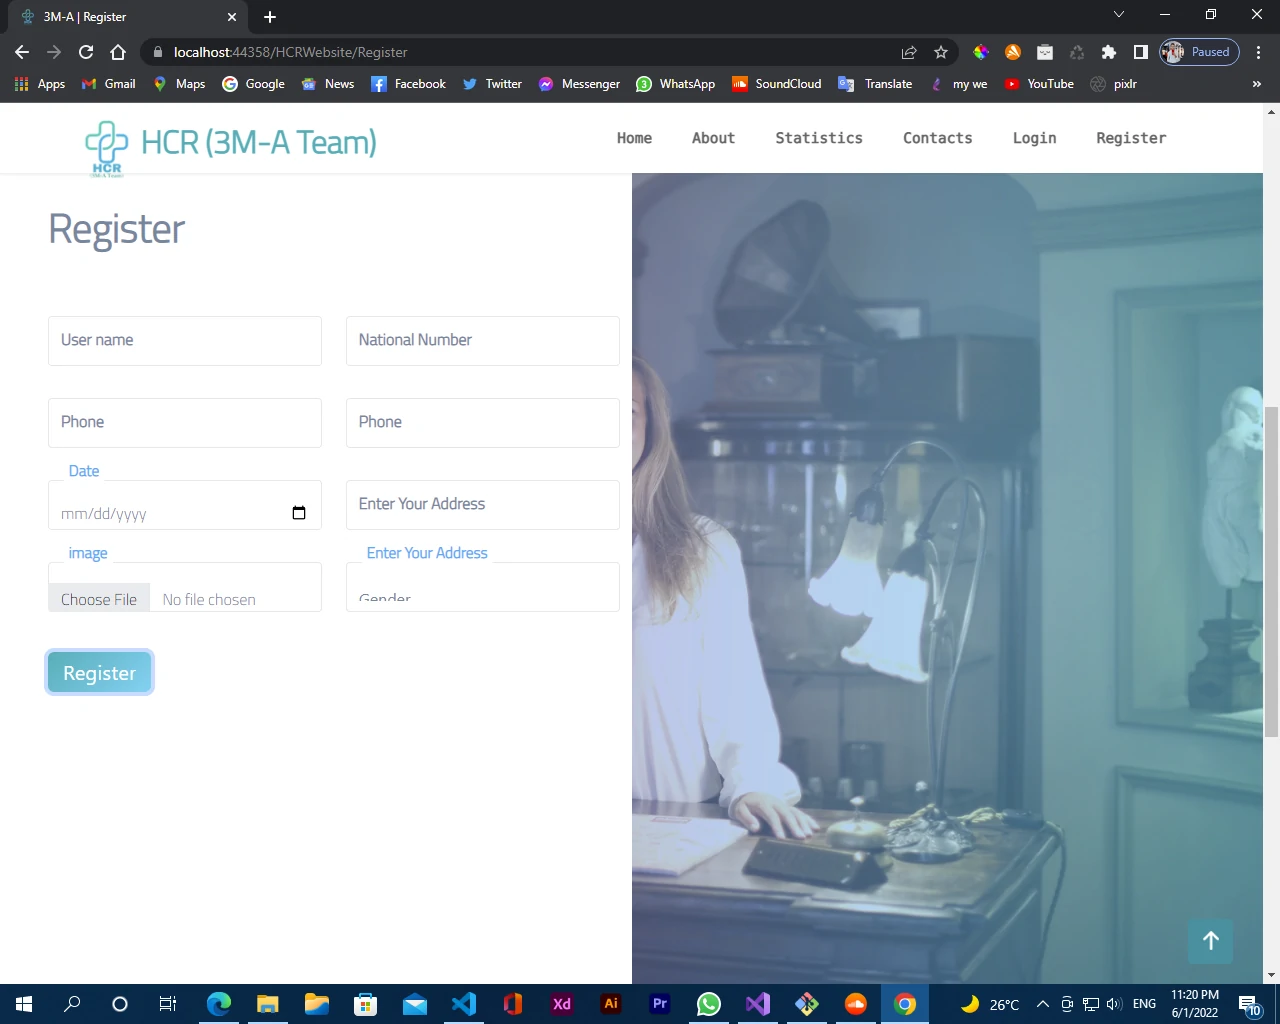 3M-A | Register
localhost:44358/HCRWebsite/Register
Paused
Apps Gmail Maps Google News Facebook Twitter Messenger WhatsApp SoundCloud Translate my we YouTube pixlr »
HCR
HCR (3M-A Team)
Home About Statistics Contacts Login Register
Register
User name National Number
Phone Phone
Date
mm/dd/yyyy Enter Your Address
image Enter Your Address
Choose File No file chosen Gender
Register
Xd Ai Pr
26°C ENG
11:20 PM
6/1/2022
10